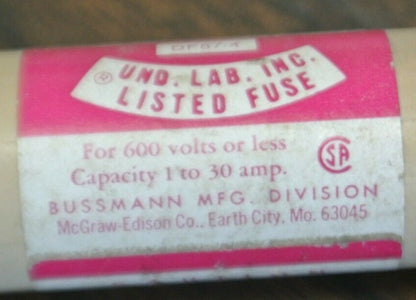 UND. LAB. INC.
LISTED FUSE
For 600 volts or less
Capacity 1 to 30 amp.
SA
BUSSMANN MFG. DIVISION
McGraw-Edison Co., Earth City, Mo. 63045